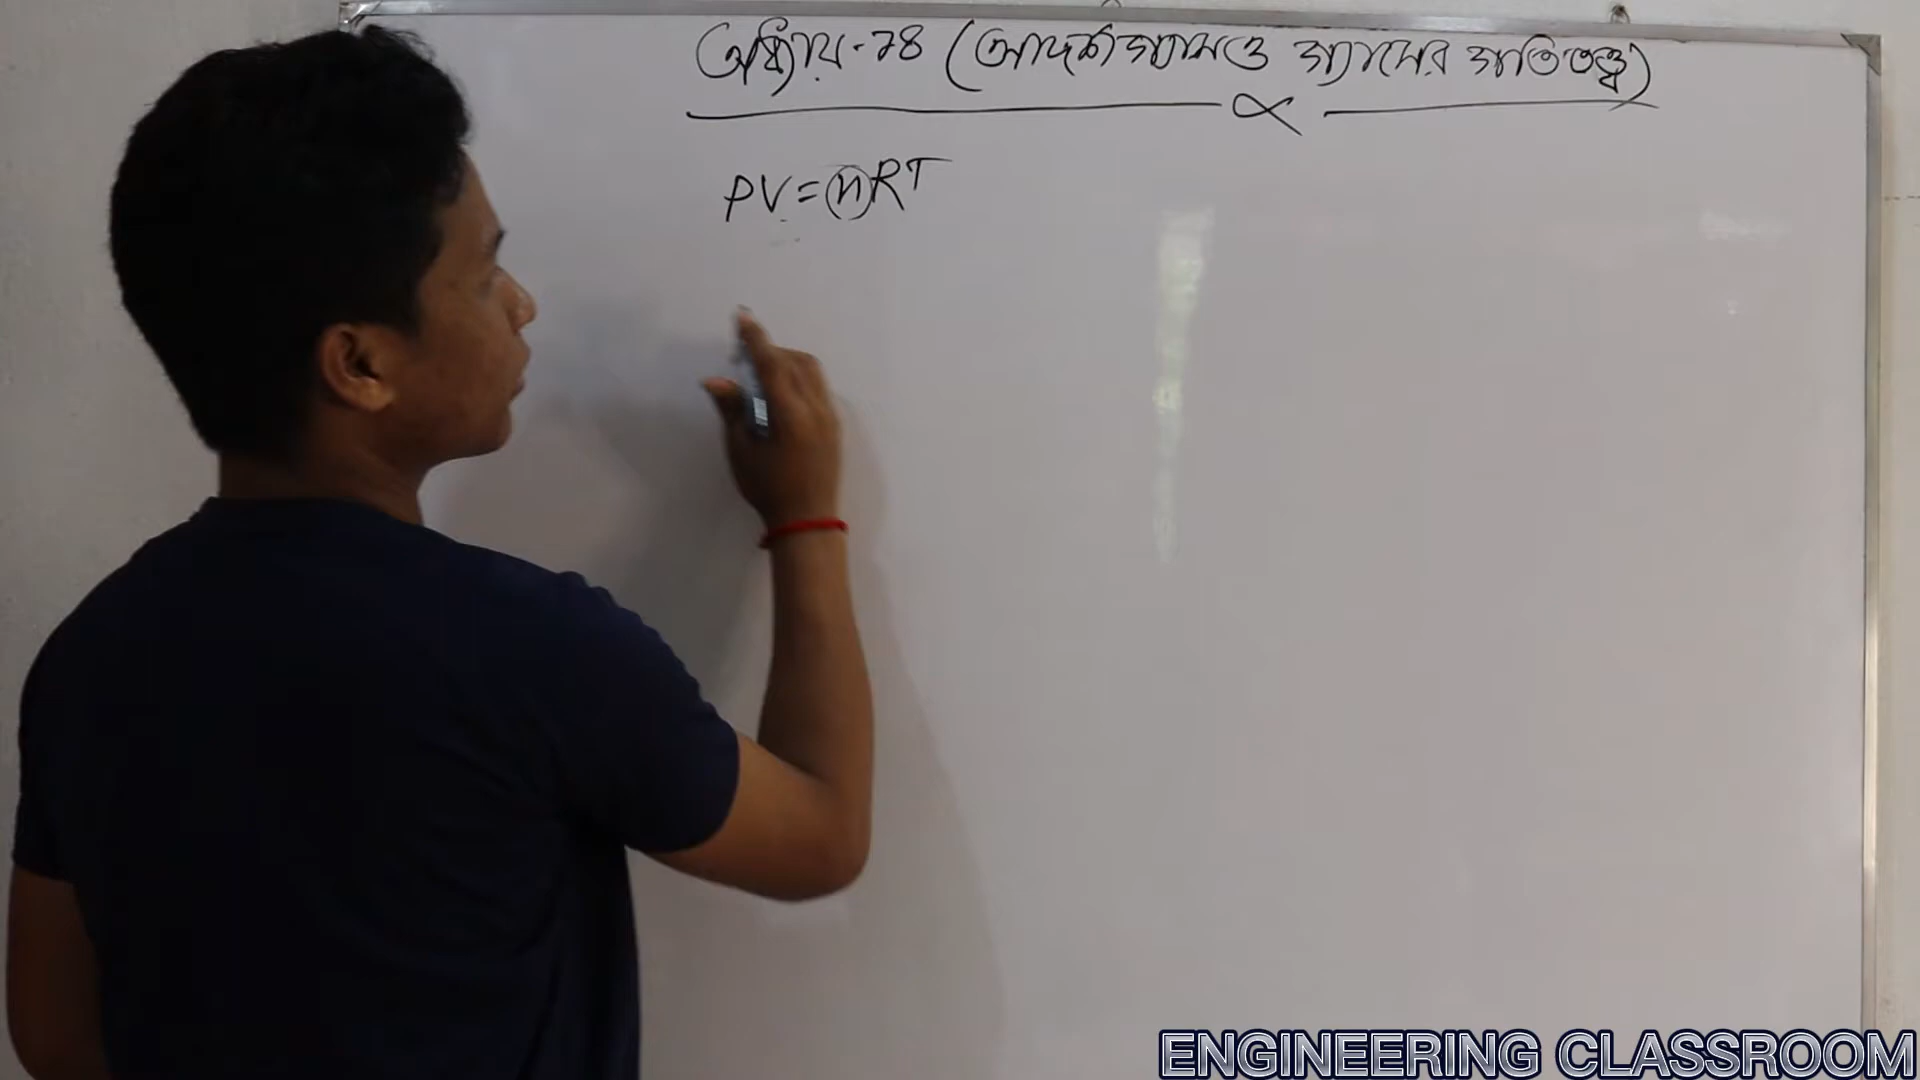 অধ্যায়-১৪ (আদর্শ গ্যাস ও গ্যাসের গতিতত্ত্ব)
PV = nRT
ENGINEERING CLASSROOM